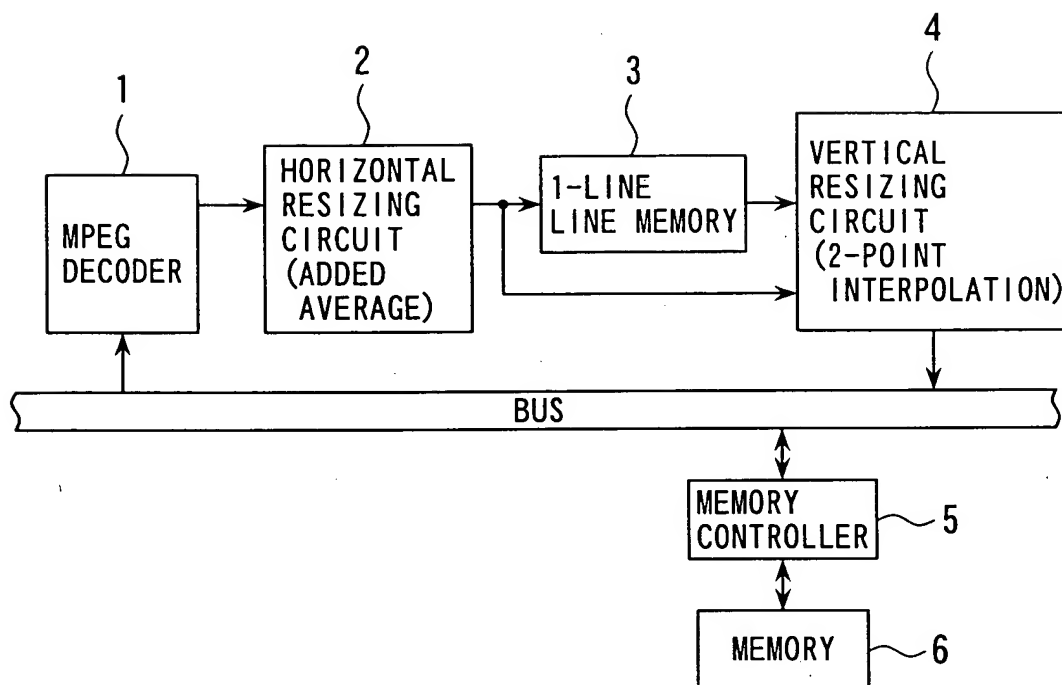 1
2
3
4
MPEG
DECODER
HORIZONTAL
RESIZING
CIRCUIT
(ADDED
AVERAGE)
1-LINE
LINE MEMORY
VERTICAL
RESIZING
CIRCUIT
(2-POINT
INTERPOLATION)
BUS
MEMORY
CONTROLLER
5
MEMORY
6